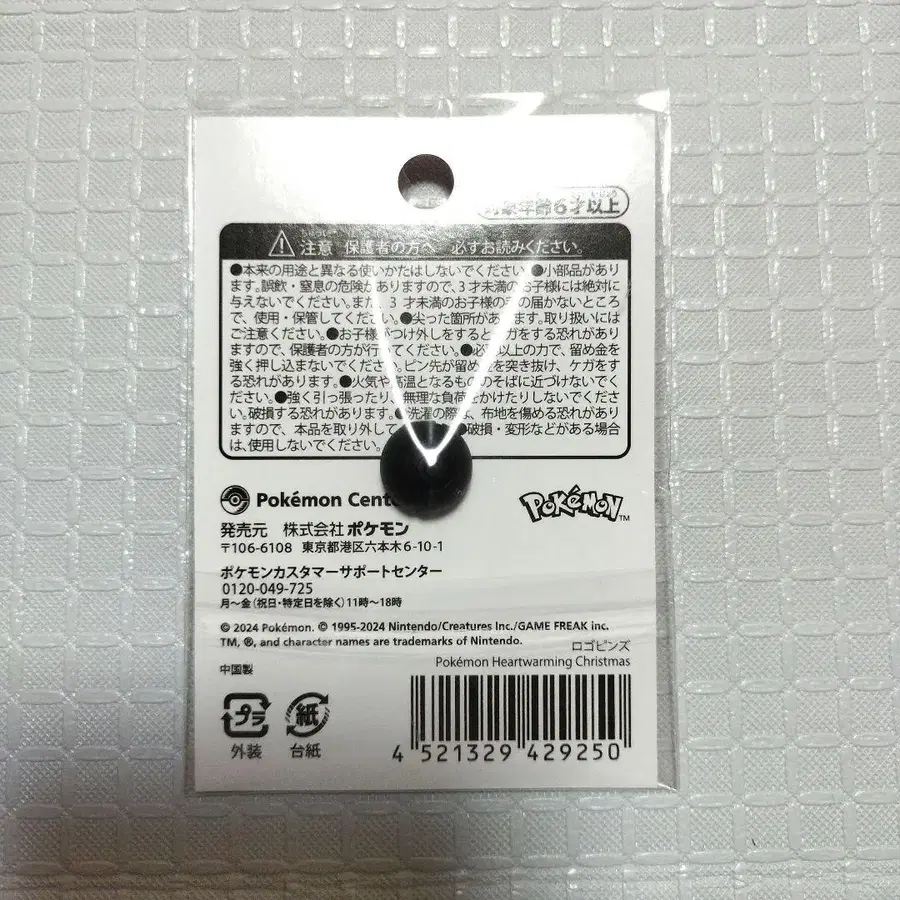 対象年齢6才以上
注意 保護者の方へ 必ずお読みください。
●本来の用途と異なる使いかたはしないでください。●小部品があり
ます。誤飲・窒息の危険がありますので、3才未満のお子様には絶対に
与えないでください。また、3才未満のお子様の手の届かないところ
で、使用・保管してください。●尖った箇所があります。取り扱いには
ご注意ください。●お子様がつけ外しをするとケガをする恐れがあり
ますので、保護者の方が行ってください。●必要以上の力で、留め金を
強く押し込まないでください。ピン先が留め金を突き抜け、ケガをす
る恐れがあります。●火気や高温となるもののそばに近づけないでく
ださい。●強く引っ張ったり、無理な負荷をかけたりしないでくださ
い。破損する恐れがあります。●洗濯の際は、布地を傷める恐れがあり
ますので、本品を取り外して ●破損・変形などがある場合
は、使用しないでください。
Pokémon Cent
POKÉMON™
発売元 株式会社ポケモン
〒106-6108 東京都港区六本木6-10-1
ポケモンカスタマーサポートセンター
0120-049-725
月〜金(祝日・特定日を除く)11時〜18時
© 2024 Pokémon. © 1995-2024 Nintendo/Creatures Inc./GAME FREAK inc.
TM, ®, and character names are trademarks of Nintendo.
ロゴピンズ
Pokémon Heartwarming Christmas
中国製
プラ
外装
紙
台紙
4 521329 429250